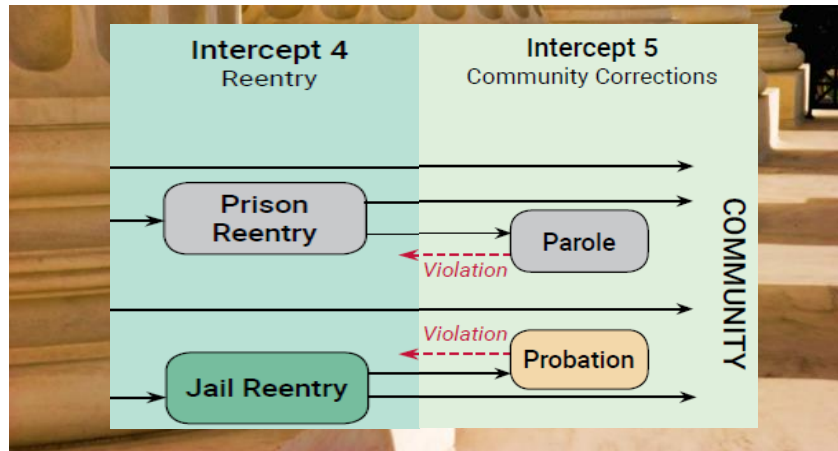 Intercept 4
Reentry
Intercept 5
Community Corrections
Prison
Reentry
Parole
Violation
Violation
Probation
Jail Reentry
COMMUNITY